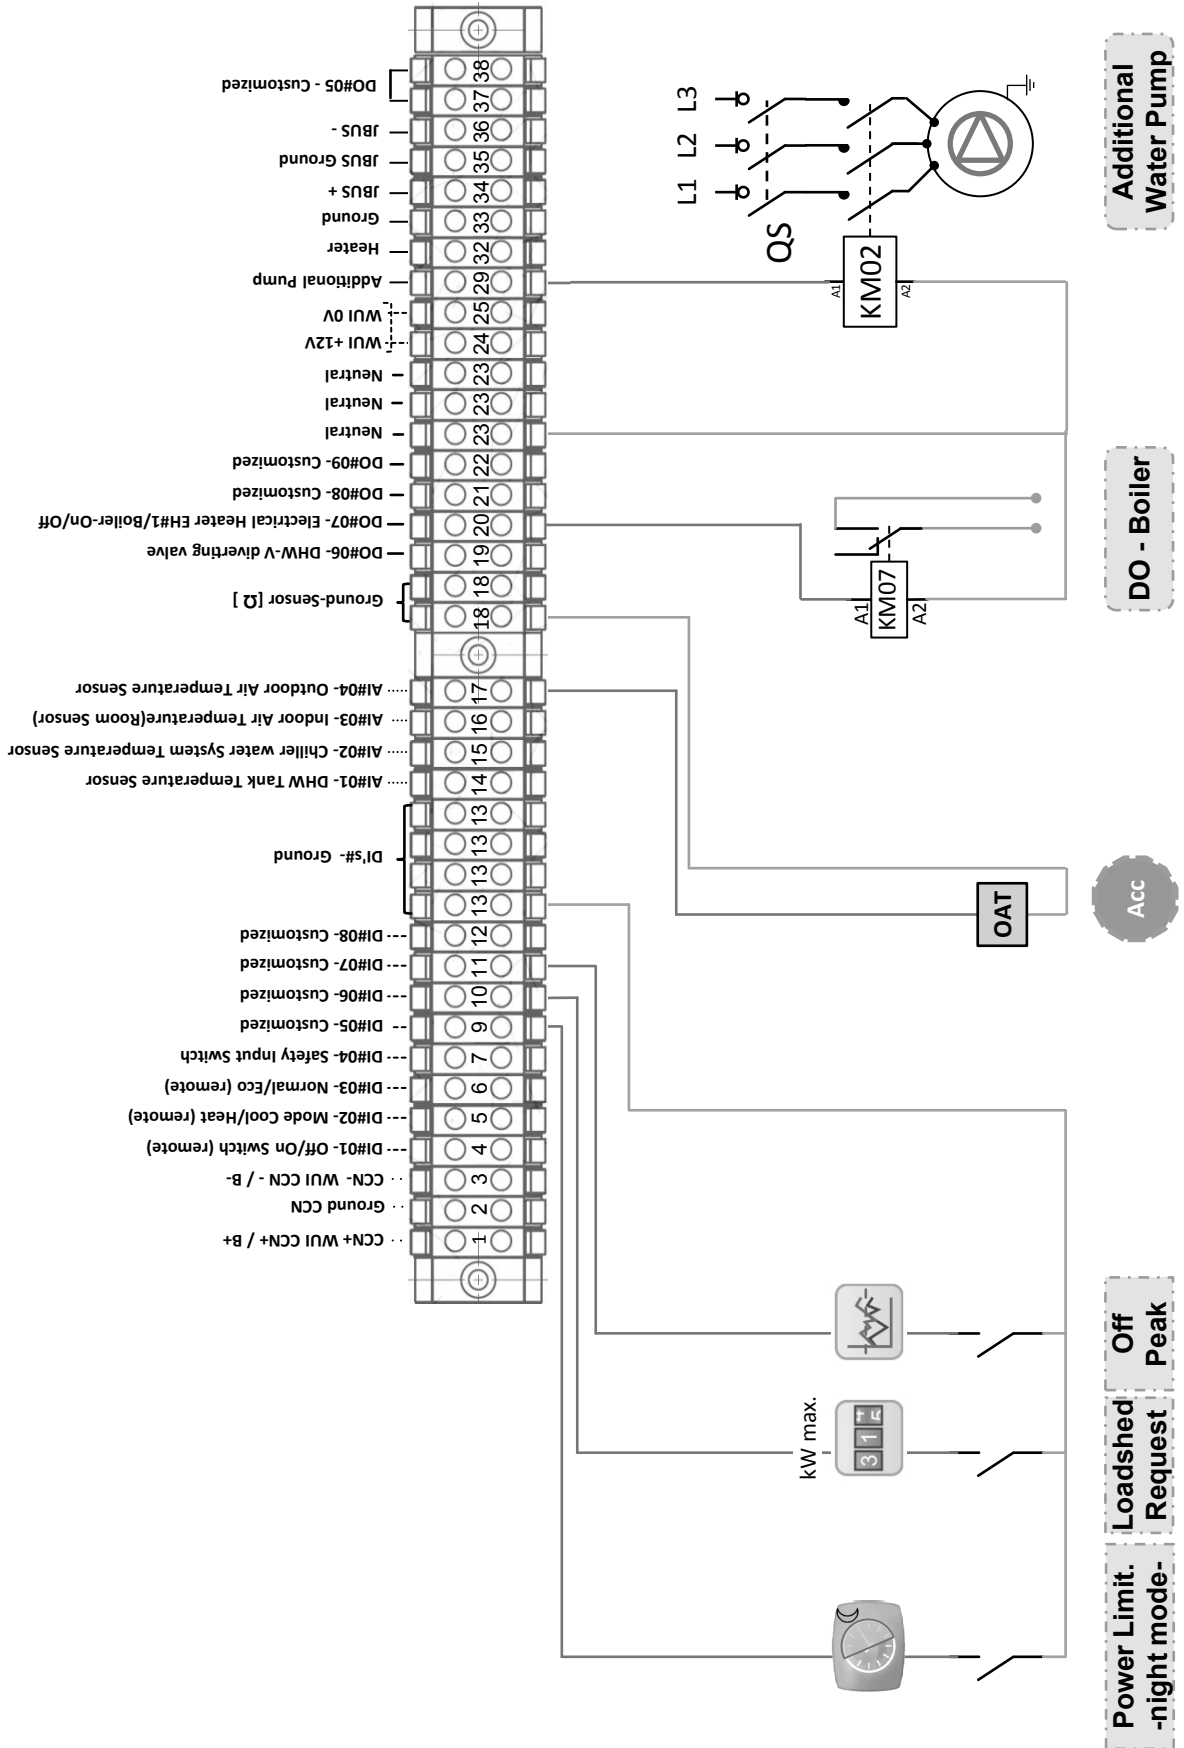 DO#05 - Customized
JBUS -
JBUS Ground
JBUS +
Ground
Heater
Additional Pump
WUI 0V
WUI +12V
Neutral
Neutral
Neutral
DO#09- Customized
DO#08- Customized
DO#07- Electrical Heater EH#1/Boiler-On/Off
DO#06- DHW-V diverting valve
Ground-Sensor [Ω ]
AI#04- Outdoor Air Temperature Sensor
AI#03- Indoor Air Temperature(Room Sensor)
AI#02- Chiller water System Temperature Sensor
AI#01- DHW Tank Temperature Sensor
DI's#- Ground
DI#08- Customized
DI#07- Customized
DI#06- Customized
DI#05- Customized
DI#04- Safety Input Switch
DI#03- Normal/Eco (remote)
DI#02- Mode Cool/Heat (remote)
DI#01- Off/On Switch (remote)
CCN- WUI CCN - / B-
Ground CCN
CCN+ WUI CCN+ / B+
38
37
36
35
34
33
32
29
25
24
23
23
23
22
21
20
19
18
18
17
16
15
14
13
13
13
13
12
11
10
9
7
6
5
4
3
2
1
L1 L2 L3
QS
A1
KM02
A2
A1
KM07
A2
OAT
kW max.
3 1 4 5
Additional
Water Pump
DO - Boiler
Acc
Off
Peak
Loadshed
Request
Power Limit.
-night mode-